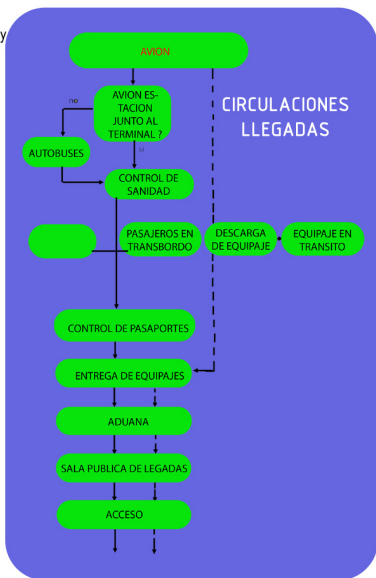 y
AVION
CIRCULACIONES
LLEGADAS
AVION ES-
TACION
JUNTO AL
TERMINAL ?
no
si
AUTOBUSES
CONTROL DE
SANIDAD
PASAJEROS EN
TRANSBORDO
DESCARGA
DE EQUIPAJE
EQUIPAJE EN
TRANSITO
CONTROL DE PASAPORTES
ENTREGA DE EQUIPAJES
ADUANA
SALA PUBLICA DE LEGADAS
ACCESO